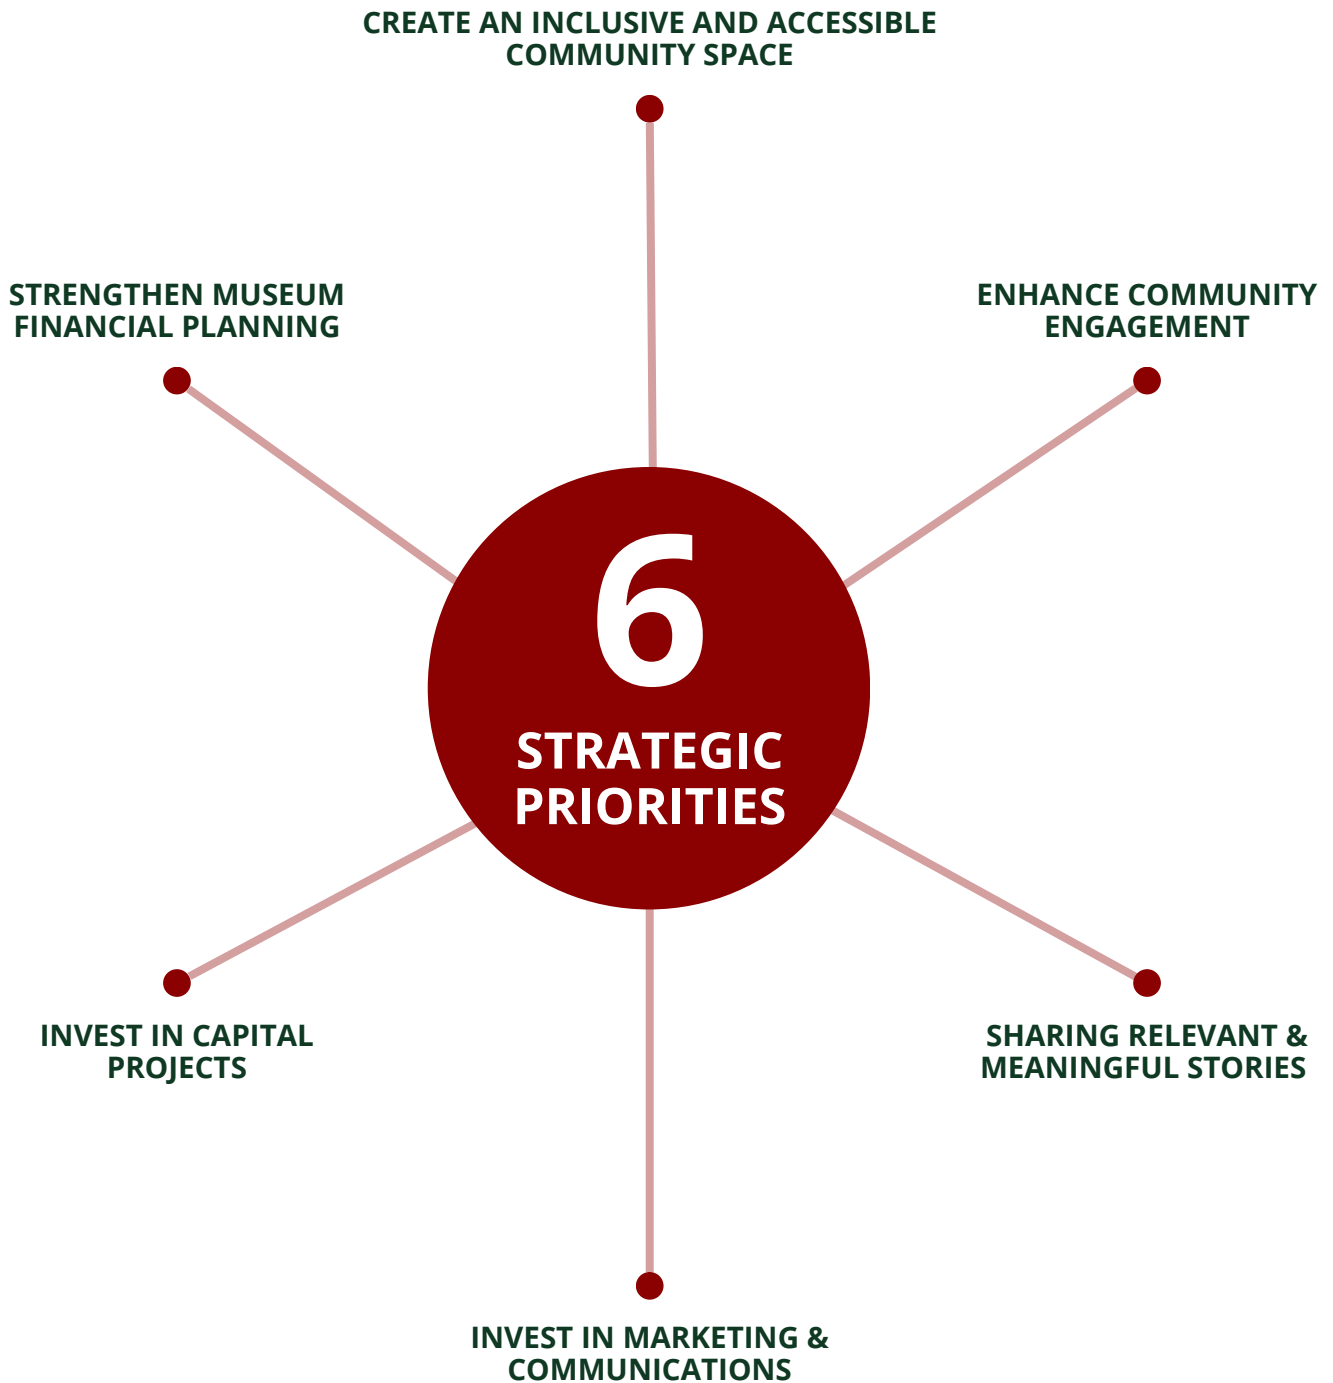 CREATE AN INCLUSIVE AND ACCESSIBLE
COMMUNITY SPACE
STRENGTHEN MUSEUM
FINANCIAL PLANNING
ENHANCE COMMUNITY
ENGAGEMENT
6
STRATEGIC
PRIORITIES
INVEST IN CAPITAL
PROJECTS
SHARING RELEVANT &
MEANINGFUL STORIES
INVEST IN MARKETING &
COMMUNICATIONS